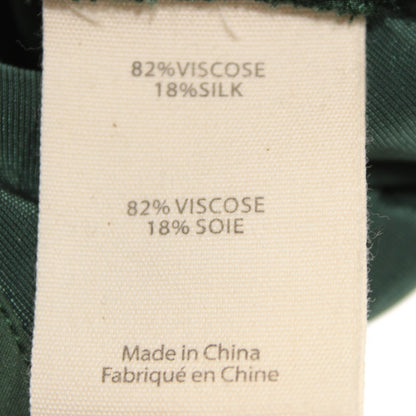 82%VISCOSE
18%SILK
82% VISCOSE
18% SOIE
Made in China
Fabriqué en Chine